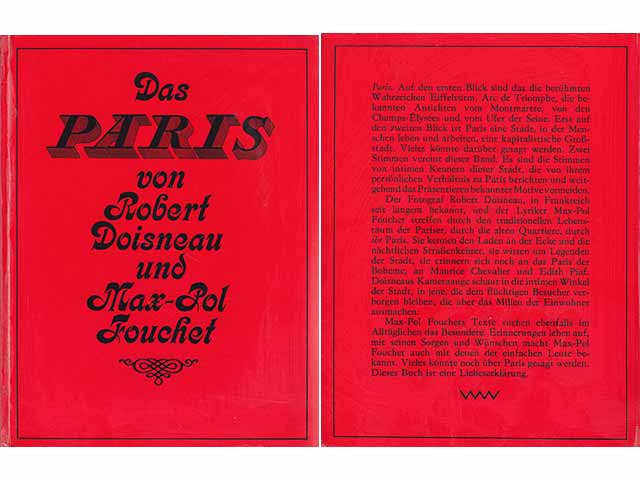 Das
PARIS
von
Robert
Doisneau
und
Max-Pol
Fouchet
Paris. Auf den ersten Blick sind das die berühmten
Wahrzeichen Eiffelturm, Arc de Triomphe, die be-
kannten Ansichten vom Montmartre, von den
Champs-Élysées und vom Ufer der Seine. Erst auf
den zweiten Blick ist Paris eine Stadt, in der Men-
schen leben und arbeiten, eine kapitalistische Groß-
stadt. Vieles könnte darüber gesagt werden. Zwei
Stimmen vereint dieser Band. Es sind die Stimmen
von intimen Kennern dieser Stadt, die von ihrem
persönlichen Verhältnis zu Paris berichten und weit-
gehend das Präsentieren bekannter Motive vermeiden.
Der Fotograf Robert Doisneau, in Frankreich
seit langem bekannt, und der Lyriker Max-Pol
Fouchet streifen durch den traditionellen Lebens-
raum der Pariser, durch die alten Quartiere, durch
ihr Paris. Sie kennen den Laden an der Ecke und die
nächtlichen Straßenkehrer, sie wissen um Legenden
der Stadt, sie erinnern sich noch an das Paris der
Boheme, an Maurice Chevalier und Edith Piaf.
Doisneaus Kameraauge schaut in die intimen Winkel
der Stadt, in jene, die dem flüchtigen Besucher ver-
borgen bleiben, die aber das Milieu der Einwohner
ausmachen.
Max-Pol Fouchets Texte suchen ebenfalls im
Alltäglichen das Besondere. Erinnerungen leben auf,
mit seinen Sorgen und Wünschen macht Max-Pol
Fouchet auch mit denen der einfachen Leute be-
kannt. Vieles könnte noch über Paris gesagt werden.
Dieses Buch ist eine Liebeserklärung.